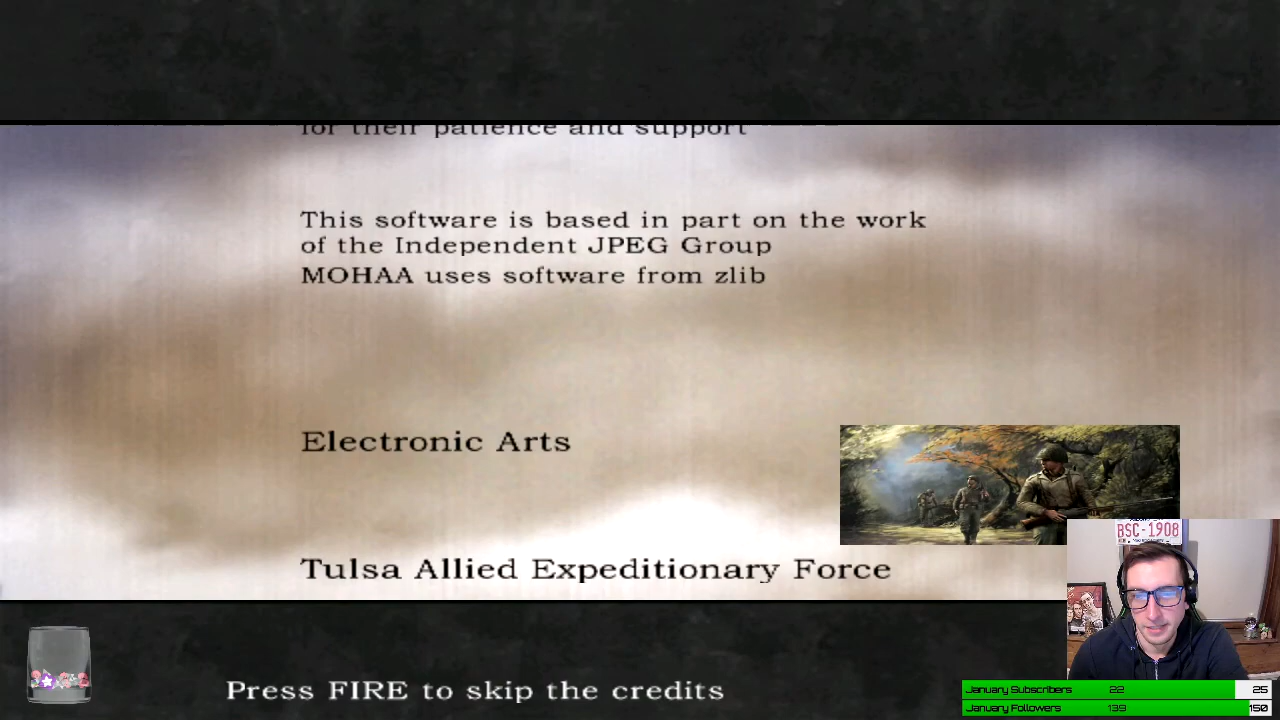 for their patience and support
This software is based in part on the work
of the Independent JPEG Group
MOHAA uses software from zlib
Electronic Arts
Tulsa Allied Expeditionary Force
BSC-1908
Press FIRE to skip the credits
January Subscribers 22 25
January Followers 139 150